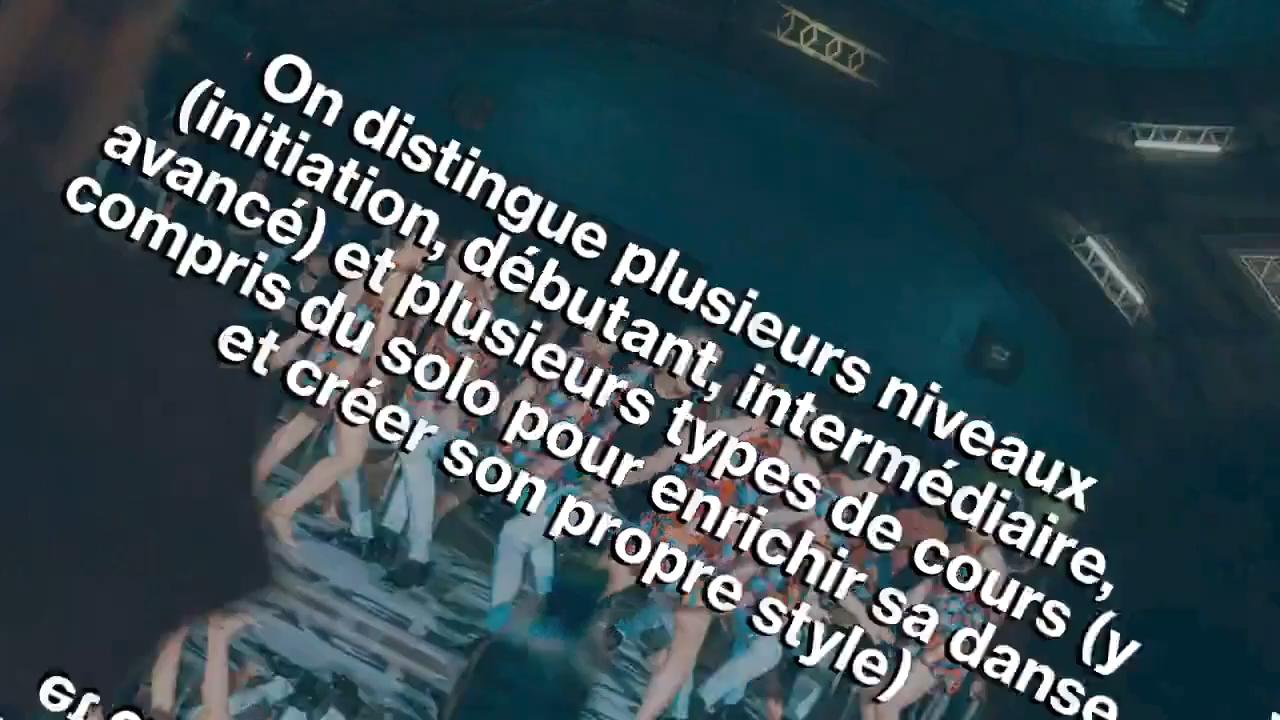 On distingue plusieurs niveaux
(initiation, débutant, intermédiaire,
avancé) et plusieurs types de cours (y
compris du solo pour enrichir sa danse
et créer son propre style)